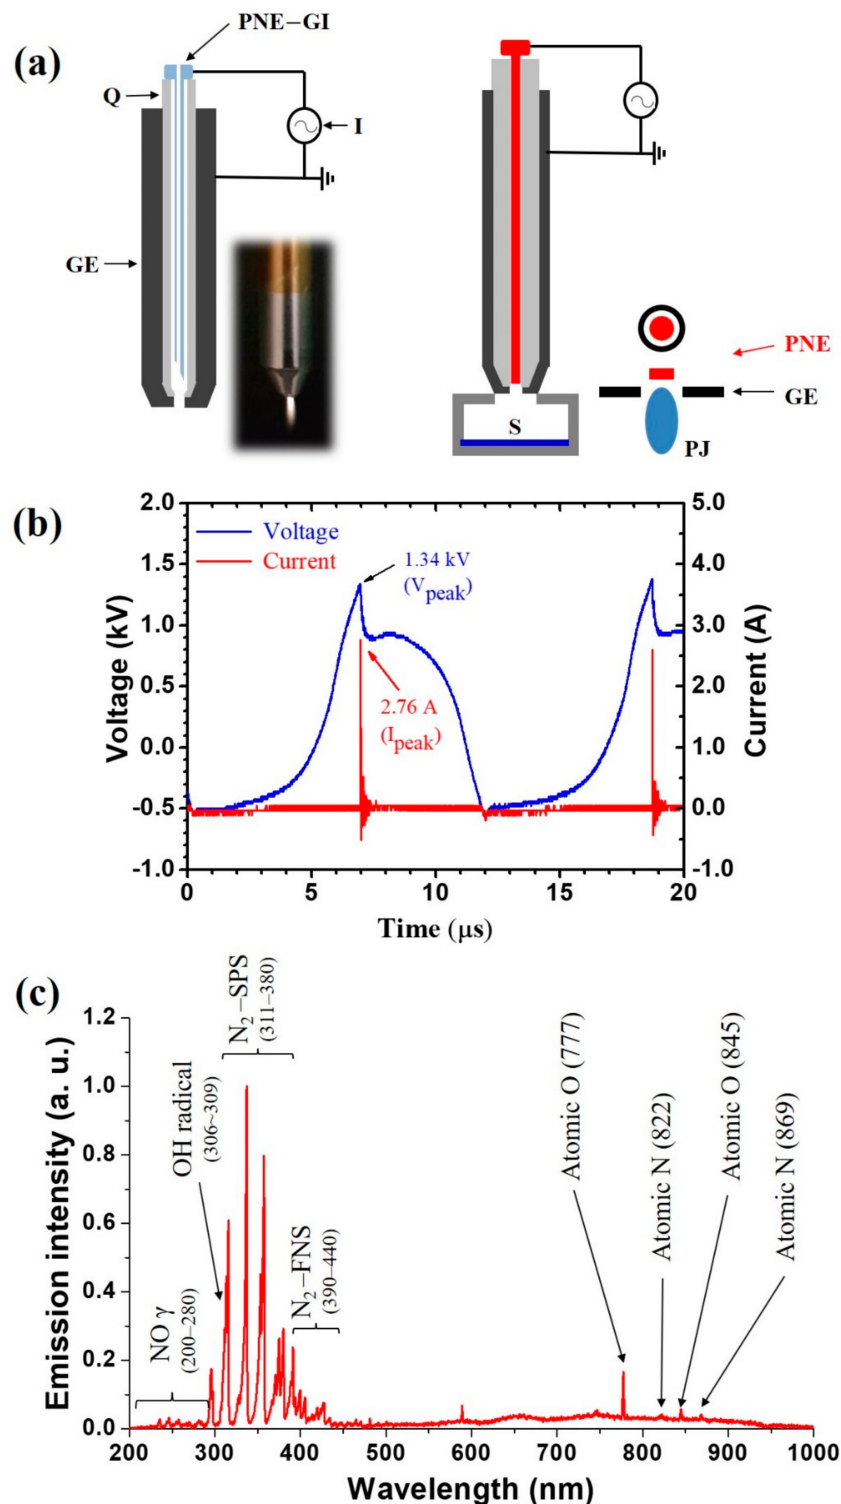 (a)
PNE–GI
Q
I
GE
S
PNE
GE
PJ
(b)
2.0
1.5
1.0
0.5
0.0
-0.5
-1.0
Voltage (kV)
Voltage
Current
1.34 kV
(Vpeak)
2.76 A
(Ipeak)
5.0
4.0
3.0
2.0
1.0
0.0
-1.0
Current (A)
0
5
10
15
20
Time (μs)
(c)
1.2
1.0
0.8
0.6
0.4
0.2
0.0
Emission intensity (a. u.)
NO γ
(200–280)
OH radical
(306~309)
N2–SPS
(311–380)
N2–FNS
(390–440)
Atomic O (777)
Atomic N (822)
Atomic O (845)
Atomic N (869)
200
300
400
500
600
700
800
900
1000
Wavelength (nm)